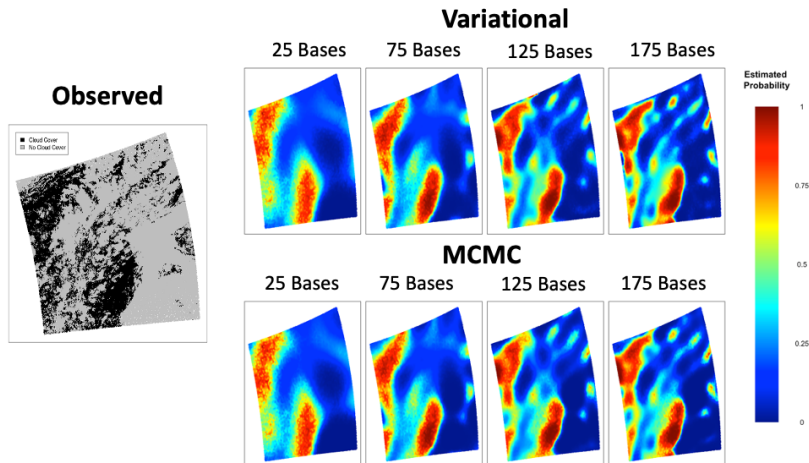 Variational
25 Bases
75 Bases
125 Bases
175 Bases
Observed
Cloud Cover
No Cloud Cover
Estimated
Probability
1
0.75
0.5
0.25
0
MCMC
25 Bases
75 Bases
125 Bases
175 Bases